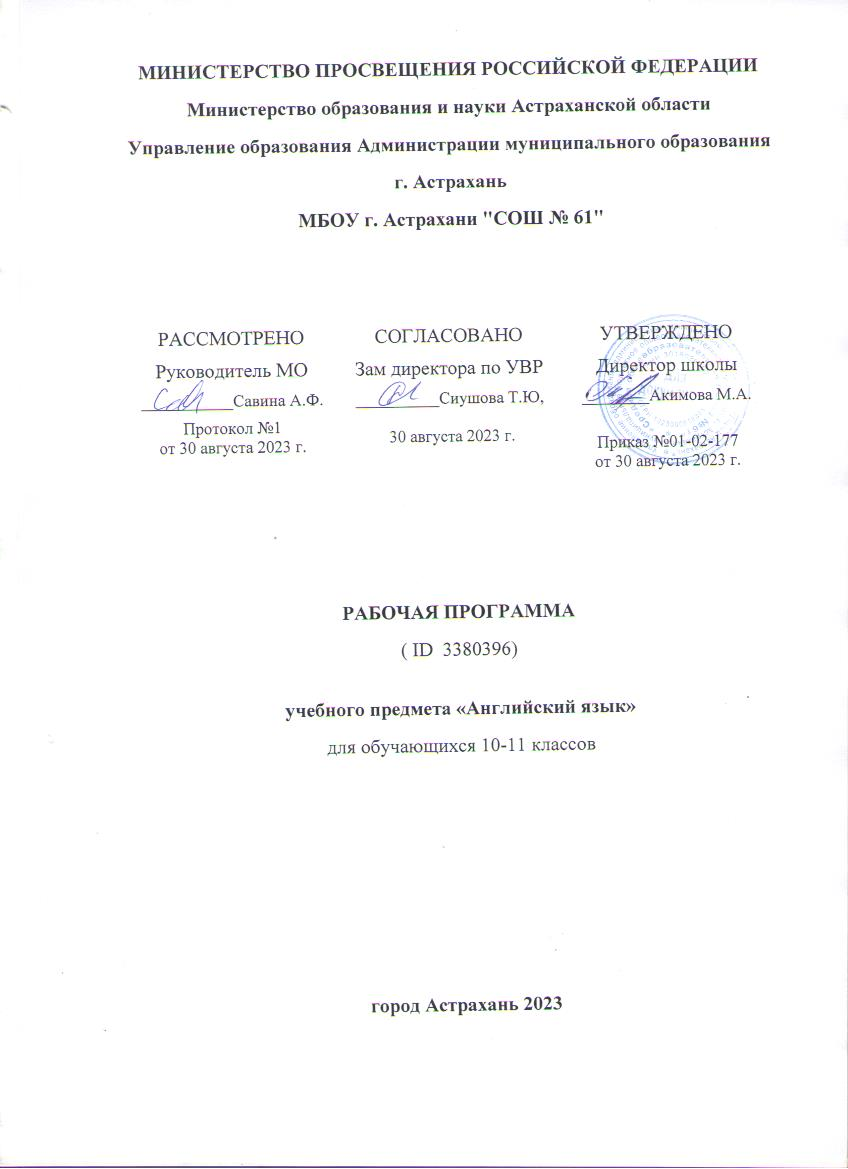 МИНИСТЕРСТВО ПРОСВЕЩЕНИЯ РОССИЙСКОЙ ФЕДЕРАЦИИ
Министерство образования и науки Астраханской области
Управление образования Администрации муниципального образования
г. Астрахань
МБОУ г. Астрахани "СОШ № 61"
РАССМОТРЕНО
Руководитель МО
Савина А.Ф.
Протокол №1
от 30 августа 2023 г.
СОГЛАСОВАНО
Зам директора по УВР
Сиушова Т.Ю,
30 августа 2023 г.
УТВЕРЖДЕНО
Директор школы
Акимова М.А.
Приказ №01-02-177
от 30 августа 2023 г.
РАБОЧАЯ ПРОГРАММА
( ID 3380396)
учебного предмета «Английский язык»
для обучающихся 10-11 классов
город Астрахань 2023